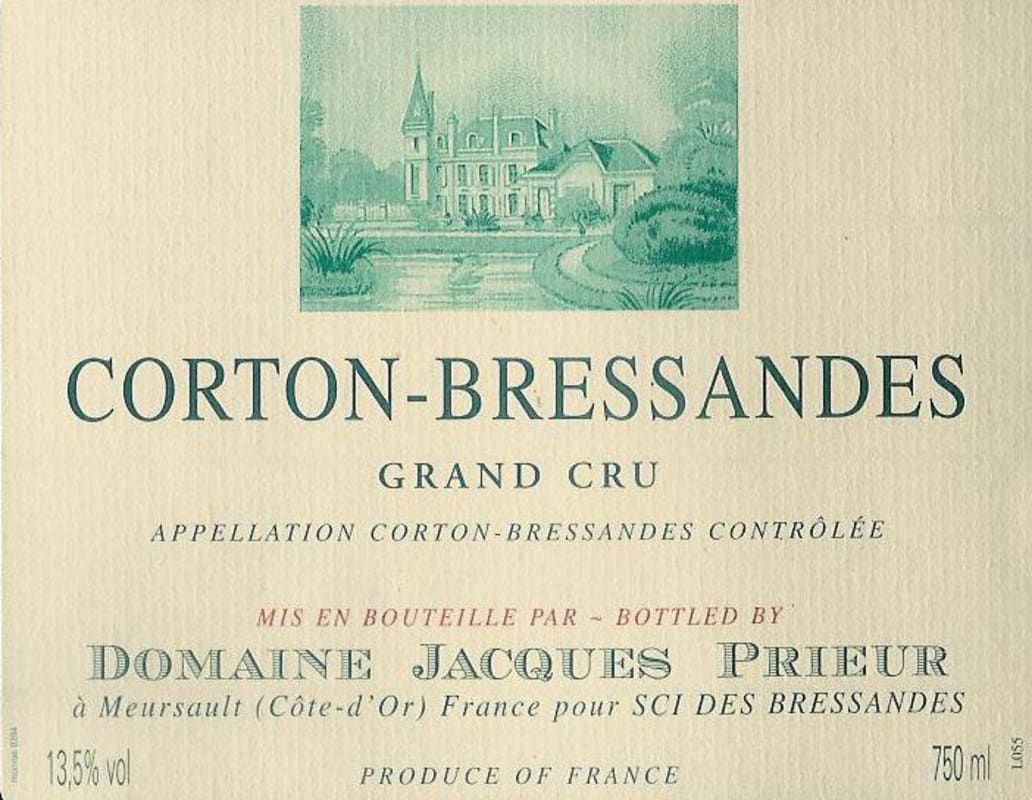 CORTON-BRESSANDES
GRAND CRU
APPELLATION CORTON-BRESSANDES CONTRÔLÉE
MIS EN BOUTEILLE PAR ~ BOTTLED BY
DOMAINE JACQUES PRIEUR
à Meursault (Côte-d'Or) France pour SCI DES BRESSANDES
13,5% vol
PRODUCE OF FRANCE
750 ml
L055